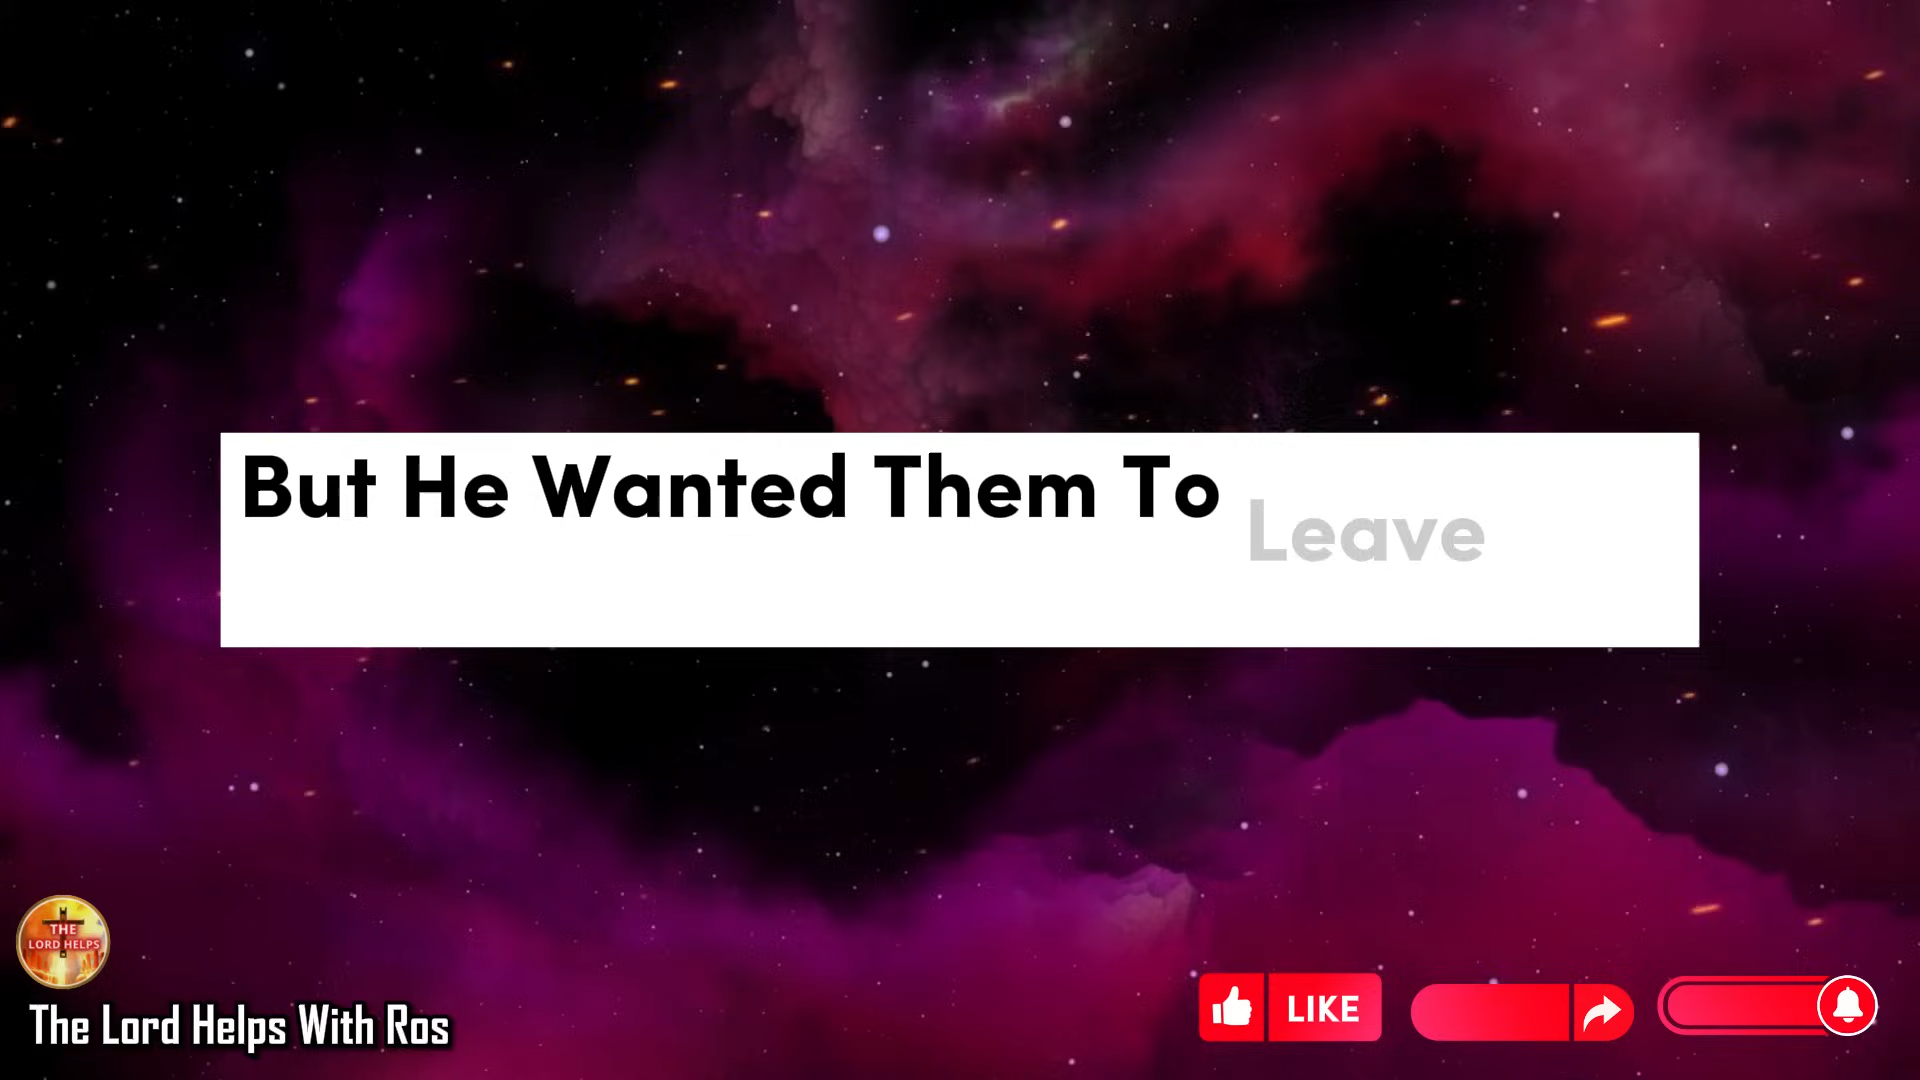 But He Wanted Them To Leave
THE
LORD HELPS
The Lord Helps With Ros
LIKE